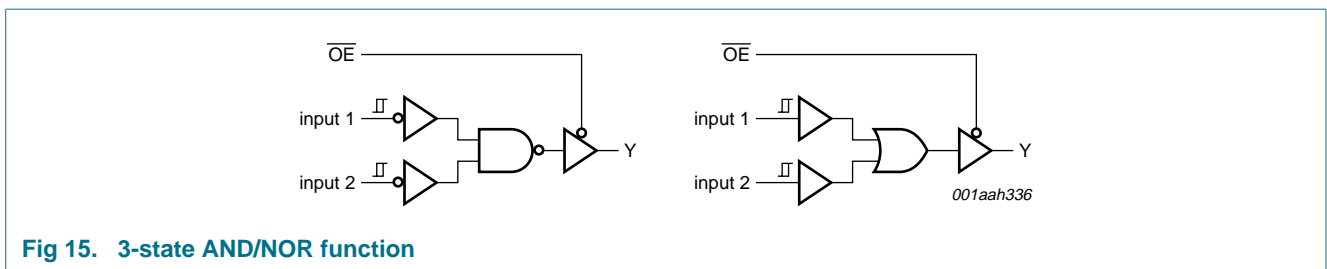 OE
input 1
input 2
Y
OE
input 1
input 2
Y
001aah336
Fig 15. 3-state AND/NOR function